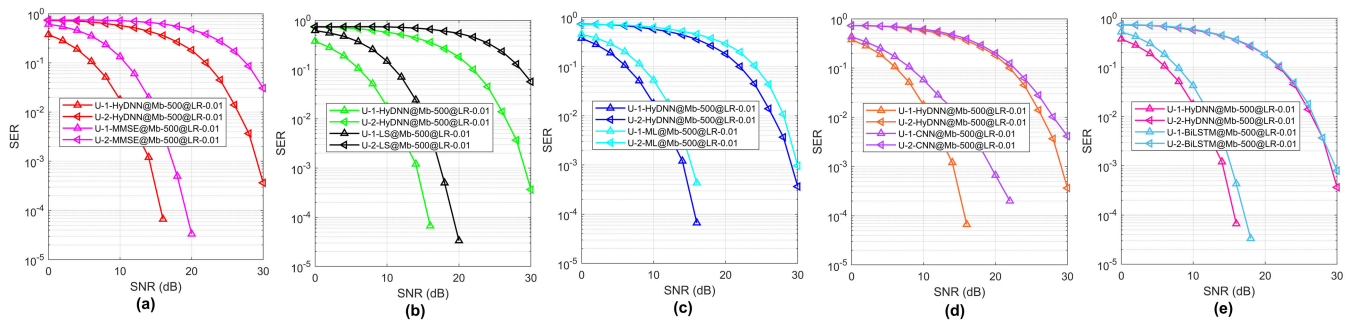 10^0
10^-1
10^-2
10^-3
10^-4
10^-5
SER
U-1-HyDNN@Mb-500@LR-0.01
U-2-HyDNN@Mb-500@LR-0.01
U-1-MMSE@Mb-500@LR-0.01
U-2-MMSE@Mb-500@LR-0.01
0 10 20 30
SNR (dB)
(a)
10^0
10^-1
10^-2
10^-3
10^-4
10^-5
SER
U-1-HyDNN@Mb-500@LR-0.01
U-2-HyDNN@Mb-500@LR-0.01
U-1-LS@Mb-500@LR-0.01
U-2-LS@Mb-500@LR-0.01
0 10 20 30
SNR (dB)
(b)
10^0
10^-1
10^-2
10^-3
10^-4
10^-5
SER
U-1-HyDNN@Mb-500@LR-0.01
U-2-HyDNN@Mb-500@LR-0.01
U-1-ML@Mb-500@LR-0.01
U-2-ML@Mb-500@LR-0.01
0 10 20 30
SNR (dB)
(c)
10^0
10^-1
10^-2
10^-3
10^-4
10^-5
SER
U-1-HyDNN@Mb-500@LR-0.01
U-2-HyDNN@Mb-500@LR-0.01
U-1-CNN@Mb-500@LR-0.01
U-2-CNN@Mb-500@LR-0.01
0 10 20 30
SNR (dB)
(d)
10^0
10^-1
10^-2
10^-3
10^-4
10^-5
SER
U-1-HyDNN@Mb-500@LR-0.01
U-2-HyDNN@Mb-500@LR-0.01
U-1-BiLSTM@Mb-500@LR-0.01
U-2-BiLSTM@Mb-500@LR-0.01
0 10 20 30
SNR (dB)
(e)